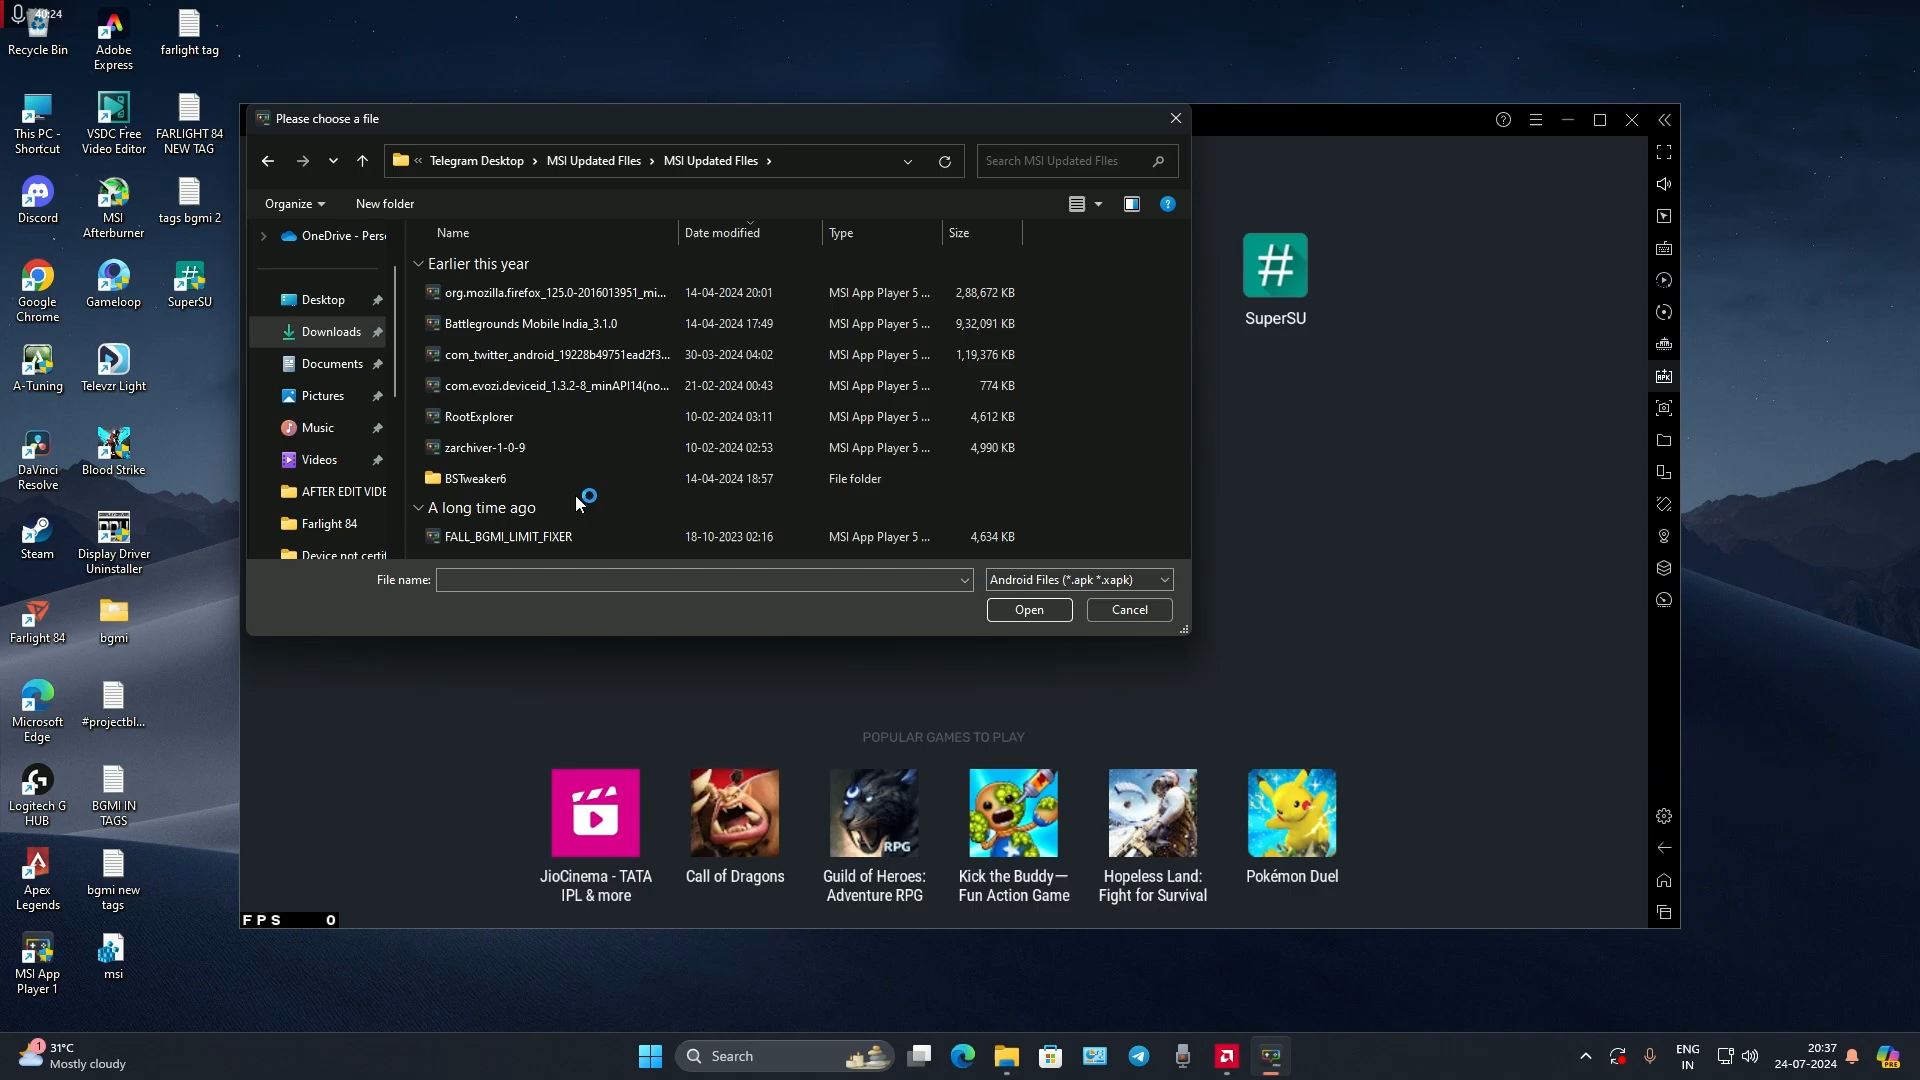 40:24
Recycle Bin
Adobe
Express
farlight tag
This PC -
Shortcut
VSDC Free
Video Editor
FARLIGHT 84
NEW TAG
Discord
MSI
Afterburner
tags bgmi 2
Google
Chrome
Gameloop
SuperSU
A-Tuning
Televzr Light
DaVinci
Resolve
Blood Strike
Steam
Display Driver
Uninstaller
Farlight 84
bgmi
Microsoft
Edge
#projectbl...
Logitech G
HUB
BGMI IN
TAGS
Apex
Legends
bgmi new
tags
MSI App
Player 1
msi
Please choose a file
« Telegram Desktop > MSI Updated FIles > MSI Updated FIles >
Search MSI Updated FIles
Organize
New folder
OneDrive - Pers
Desktop
Downloads
Documents
Pictures
Music
Videos
AFTER EDIT VIDE
Farlight 84
Device not certif
Name Date modified Type Size
Earlier this year
org.mozilla.firefox_125.0-2016013951_mi... 14-04-2024 20:01 MSI App Player 5 ... 2,88,672 KB
Battlegrounds Mobile India_3.1.0 14-04-2024 17:49 MSI App Player 5 ... 9,32,091 KB
com_twitter_android_19228b49751ead2f3... 30-03-2024 04:02 MSI App Player 5 ... 1,19,376 KB
com.evozi.deviceid_1.3.2-8_minAPI14(no... 21-02-2024 00:43 MSI App Player 5 ... 774 KB
RootExplorer 10-02-2024 03:11 MSI App Player 5 ... 4,612 KB
zarchiver-1-0-9 10-02-2024 02:53 MSI App Player 5 ... 4,990 KB
BSTweaker6 14-04-2024 18:57 File folder
A long time ago
FALL_BGMI_LIMIT_FIXER 18-10-2023 02:16 MSI App Player 5 ... 4,634 KB
File name:
Android Files (*.apk *.xapk)
Open
Cancel
SuperSU
APK
POPULAR GAMES TO PLAY
RPG
JioCinema - TATA
IPL & more
Call of Dragons
Guild of Heroes:
Adventure RPG
Kick the Buddy—
Fun Action Game
Hopeless Land:
Fight for Survival
Pokémon Duel
FPS 0
1
31°C
Mostly cloudy
Search
ENG
IN
20:37
24-07-2024
PRE